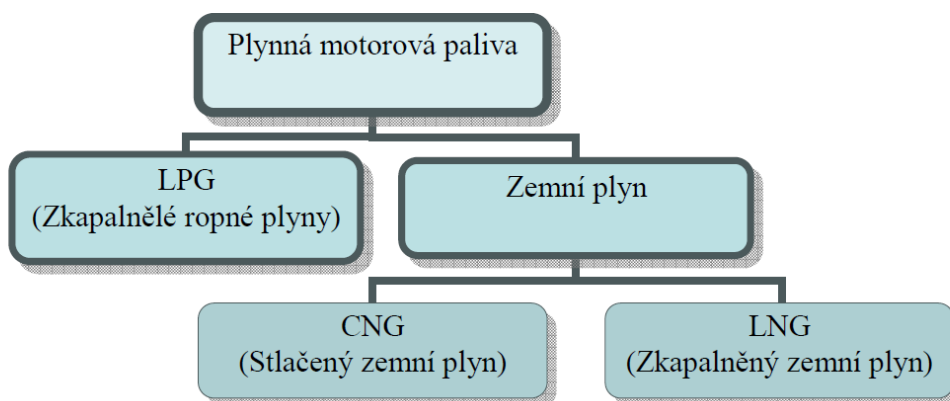 Plynná motorová paliva
LPG
(Zkapalnělé ropné plyny)
Zemní plyn
CNG
(Stlačený zemní plyn)
LNG
(Zkapalněný zemní plyn)